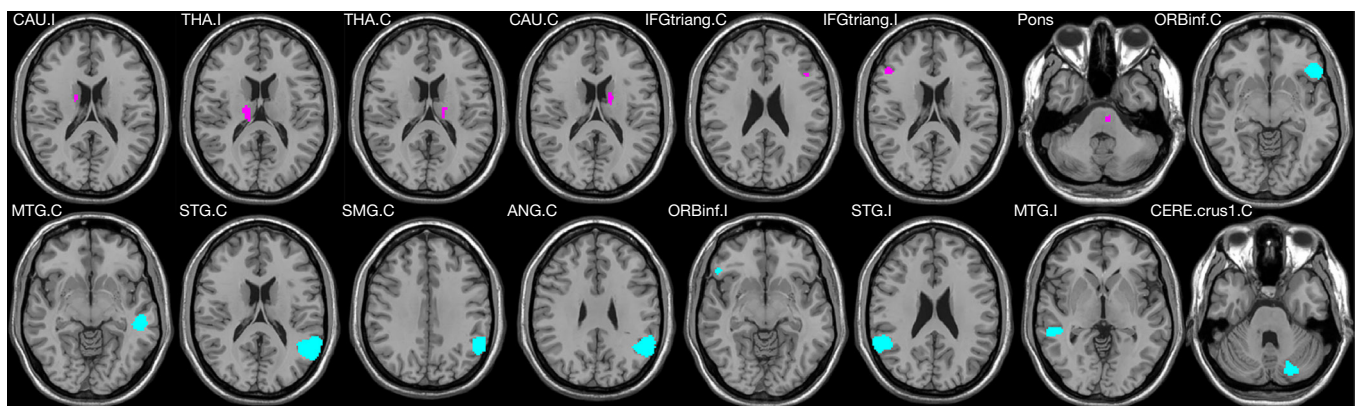 CAU.I THA.I THA.C CAU.C IFGtriang.C IFGtriang.I Pons ORBinf.C
MTG.C STG.C SMG.C ANG.C ORBinf.I STG.I MTG.I CERE.crus1.C